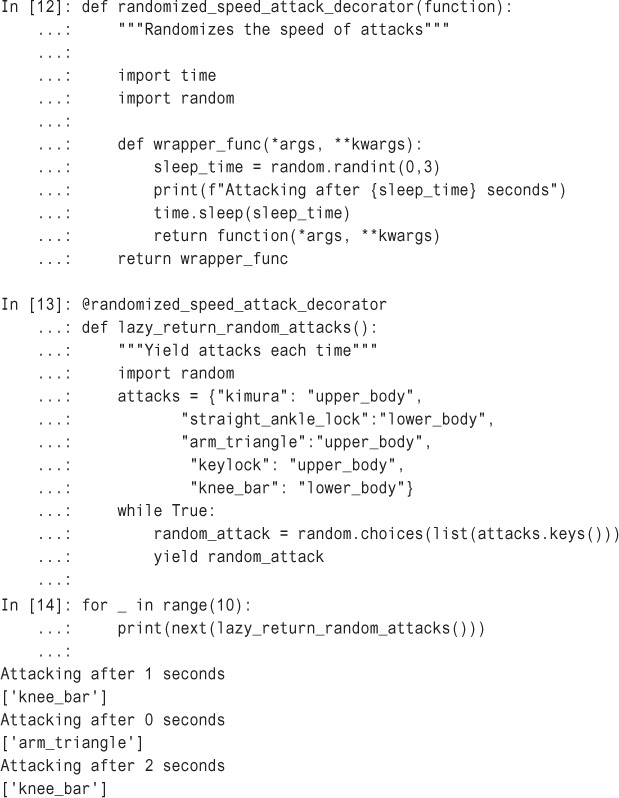 In [12]: def randomized_speed_attack_decorator(function):
    ...:     """Randomizes the speed of attacks"""
    ...:
    ...:     import time
    ...:     import random
    ...:
    ...:     def wrapper_func(*args, **kwargs):
    ...:         sleep_time = random.randint(0,3)
    ...:         print(f"Attacking after {sleep_time} seconds")
    ...:         time.sleep(sleep_time)
    ...:         return function(*args, **kwargs)
    ...:     return wrapper_func

In [13]: @randomized_speed_attack_decorator
    ...: def lazy_return_random_attacks():
    ...:     """Yield attacks each time"""
    ...:     import random
    ...:     attacks = {"kimura": "upper_body",
    ...:            "straight_ankle_lock":"lower_body",
    ...:            "arm_triangle":"upper_body",
    ...:             "keylock": "upper_body",
    ...:             "knee_bar": "lower_body"}
    ...:     while True:
    ...:         random_attack = random.choices(list(attacks.keys()))
    ...:         yield random_attack
    ...:
In [14]: for _ in range(10):
    ...:     print(next(lazy_return_random_attacks()))
    ...:
Attacking after 1 seconds
['knee_bar']
Attacking after 0 seconds
['arm_triangle']
Attacking after 2 seconds
['knee_bar']